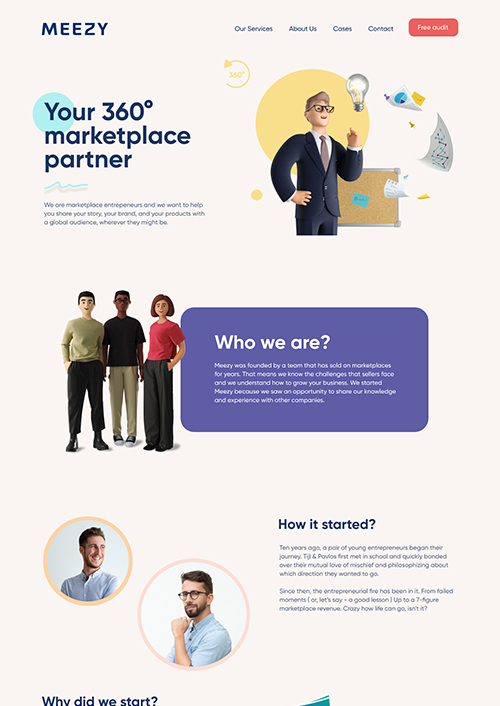 MEEZY
Our Services
About Us
Cases
Contact
Free audit
360°
Your 360°
marketplace
partner
We are marketplace entrepeneurs and we want to help
you share your story, your brand, and your products with
a global audience, wherever they might be.
Who we are?
Meezy was founded by a team that has sold on marketplaces
for years. That means we know the challenges that sellers face
and we understand how to grow your business. We started
Meezy because we saw an opportunity to share our knowledge
and experience with other companies.
How it started?
Ten years ago, a pair of young entrepreneurs began their
journey. Tijl & Pavlos first met in school and quickly bonded
over their mutual love of mischief and philosophizing about
which direction they wanted to go.
Since then, the entrepreneurial fire has been in it. From failed
moments ( or, let's say - a good lesson ) Up to a 7-figure
marketplace revenue. Crazy how life can go, isn't it?
Why did we start?